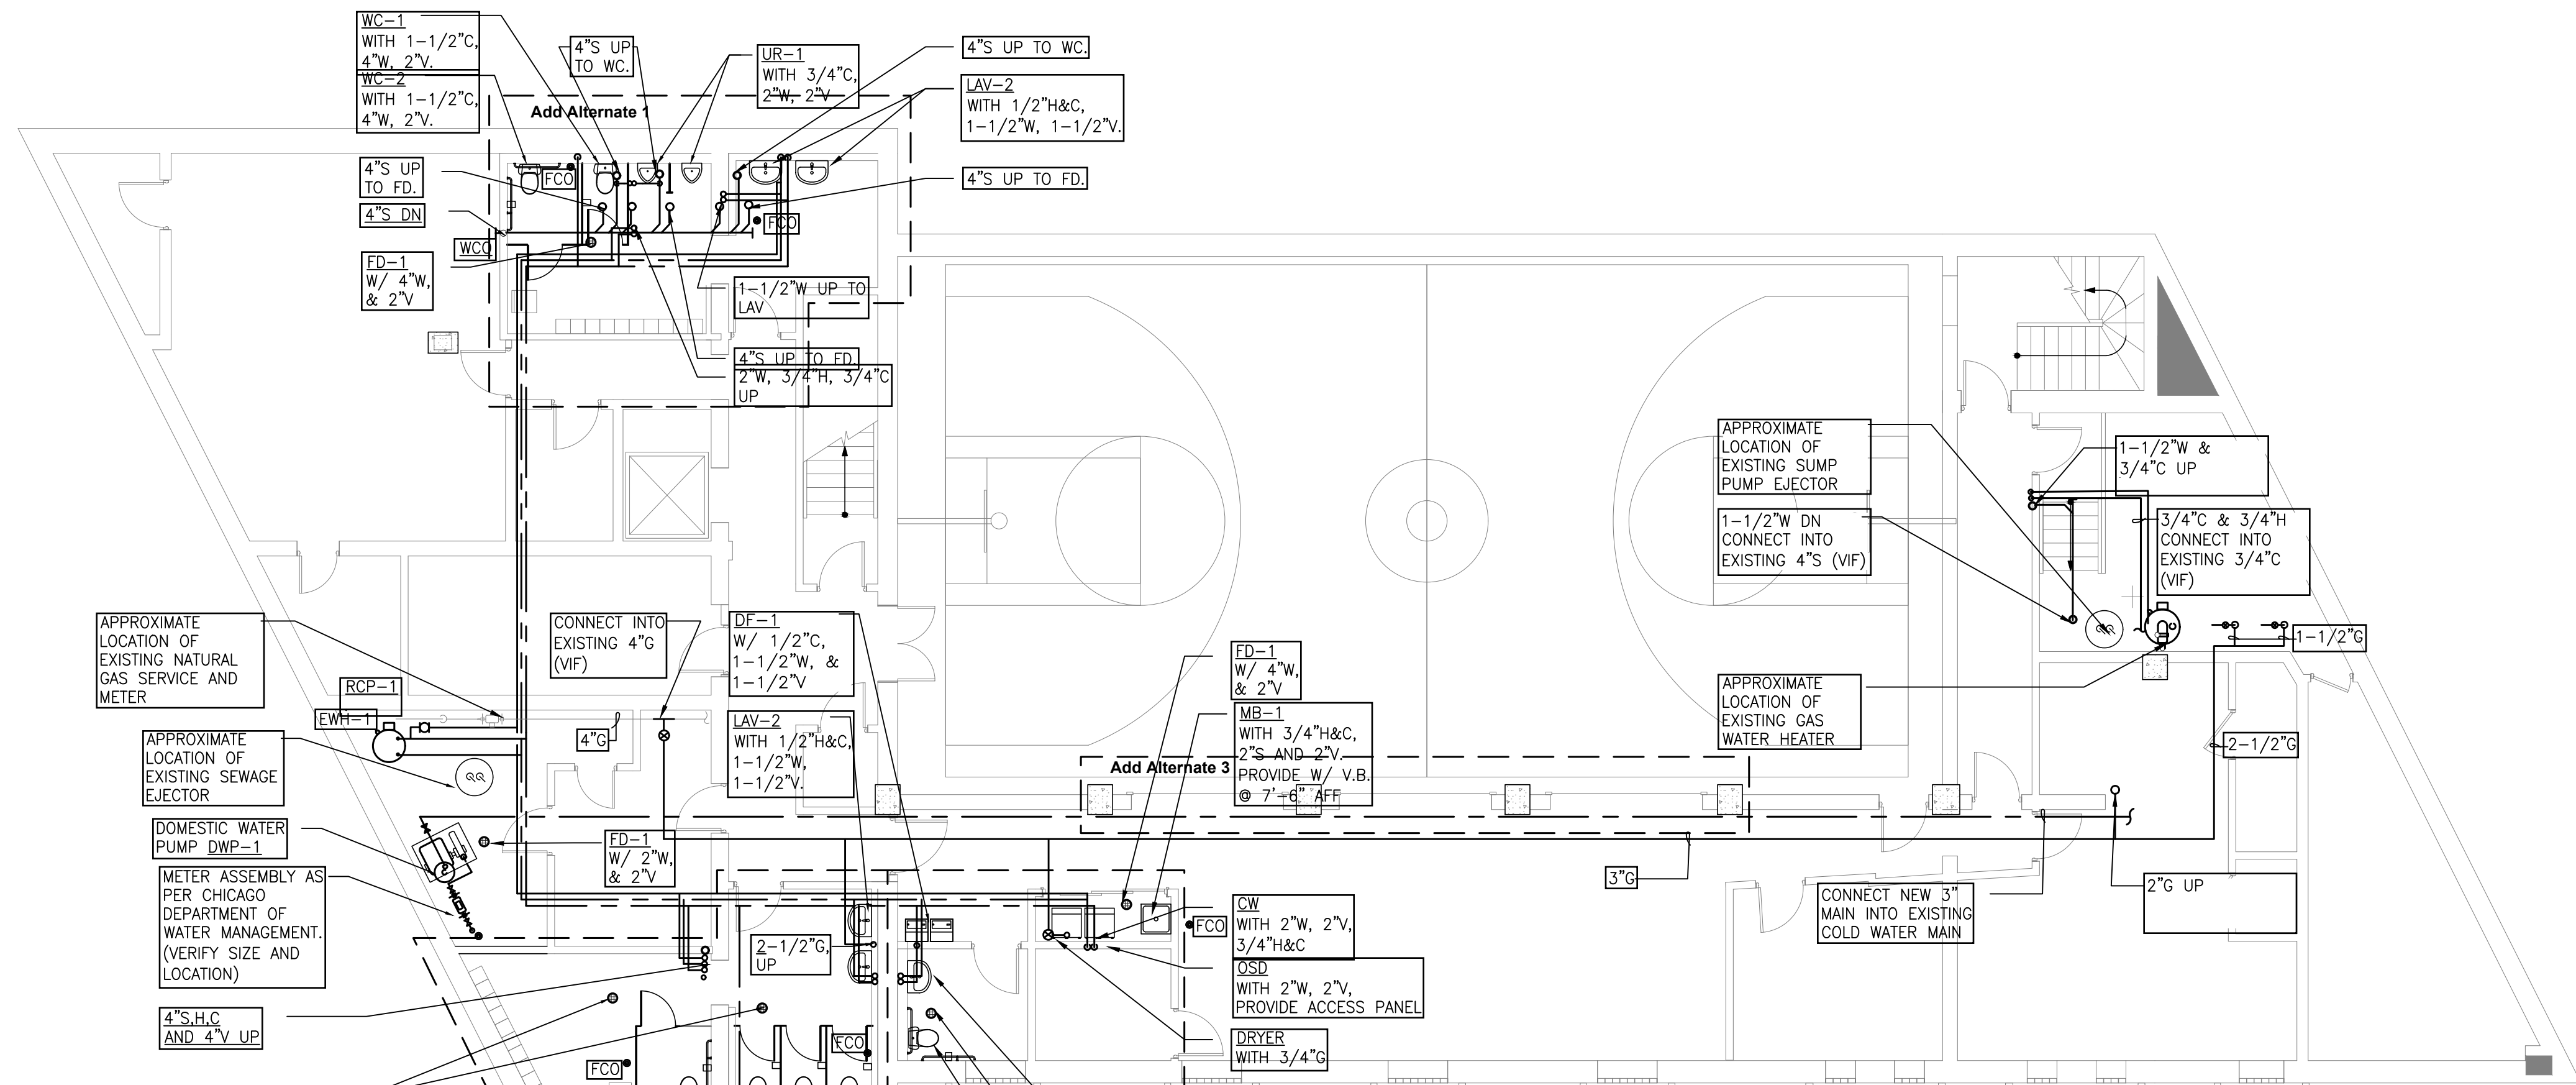 WC-1
WITH 1-1/2"C,
4"W, 2"V.
WC-2
WITH 1-1/2"C,
4"W, 2"V.
4"S UP
TO WC.
UR-1
WITH 3/4"C,
2"W, 2"V
4"S UP TO WC.
LAV-2
WITH 1/2"H&C,
1-1/2"W, 1-1/2"V.
Add Alternate 1
4"S UP
TO FD.
4"S DN
FCO
4"S UP TO FD.
FCO
WCO
FD-1
W/ 4"W,
& 2"V
1-1/2"W UP TO
LAV
4"S UP TO FD.
2"W, 3/4"H, 3/4"C
UP
APPROXIMATE
LOCATION OF
EXISTING SUMP
PUMP EJECTOR
1-1/2"W &
3/4"C UP
1-1/2"W DN
CONNECT INTO
EXISTING 4"S (VIF)
3/4"C & 3/4"H
CONNECT INTO
EXISTING 3/4"C
(VIF)
APPROXIMATE
LOCATION OF
EXISTING NATURAL
GAS SERVICE AND
METER
CONNECT INTO
EXISTING 4"G
(VIF)
DF-1
W/ 1/2"C,
1-1/2"W, &
1-1/2"V
FD-1
W/ 4"W,
& 2"V
1-1/2"G
RCP-1
EWH-1
4"G
LAV-2
WITH 1/2"H&C,
1-1/2"W,
1-1/2"V.
MB-1
WITH 3/4"H&C,
2"S AND 2"V.
PROVIDE W/ V.B.
@ 7'-6" AFF
APPROXIMATE
LOCATION OF
EXISTING GAS
WATER HEATER
2-1/2"G
APPROXIMATE
LOCATION OF
EXISTING SEWAGE
EJECTOR
Add Alternate 3
DOMESTIC WATER
PUMP DWP-1
FD-1
W/ 2"W,
& 2"V
METER ASSEMBLY AS
PER CHICAGO
DEPARTMENT OF
WATER MANAGEMENT.
(VERIFY SIZE AND
LOCATION)
3"G
CONNECT NEW 3"
MAIN INTO EXISTING
COLD WATER MAIN
2"G UP
2-1/2"G,
UP
FCO
CW
WITH 2"W, 2"V,
3/4"H&C
OSD
WITH 2"W, 2"V,
PROVIDE ACCESS PANEL
4"S,H,C
AND 4"V UP
FCO
DRYER
WITH 3/4"G
FCO